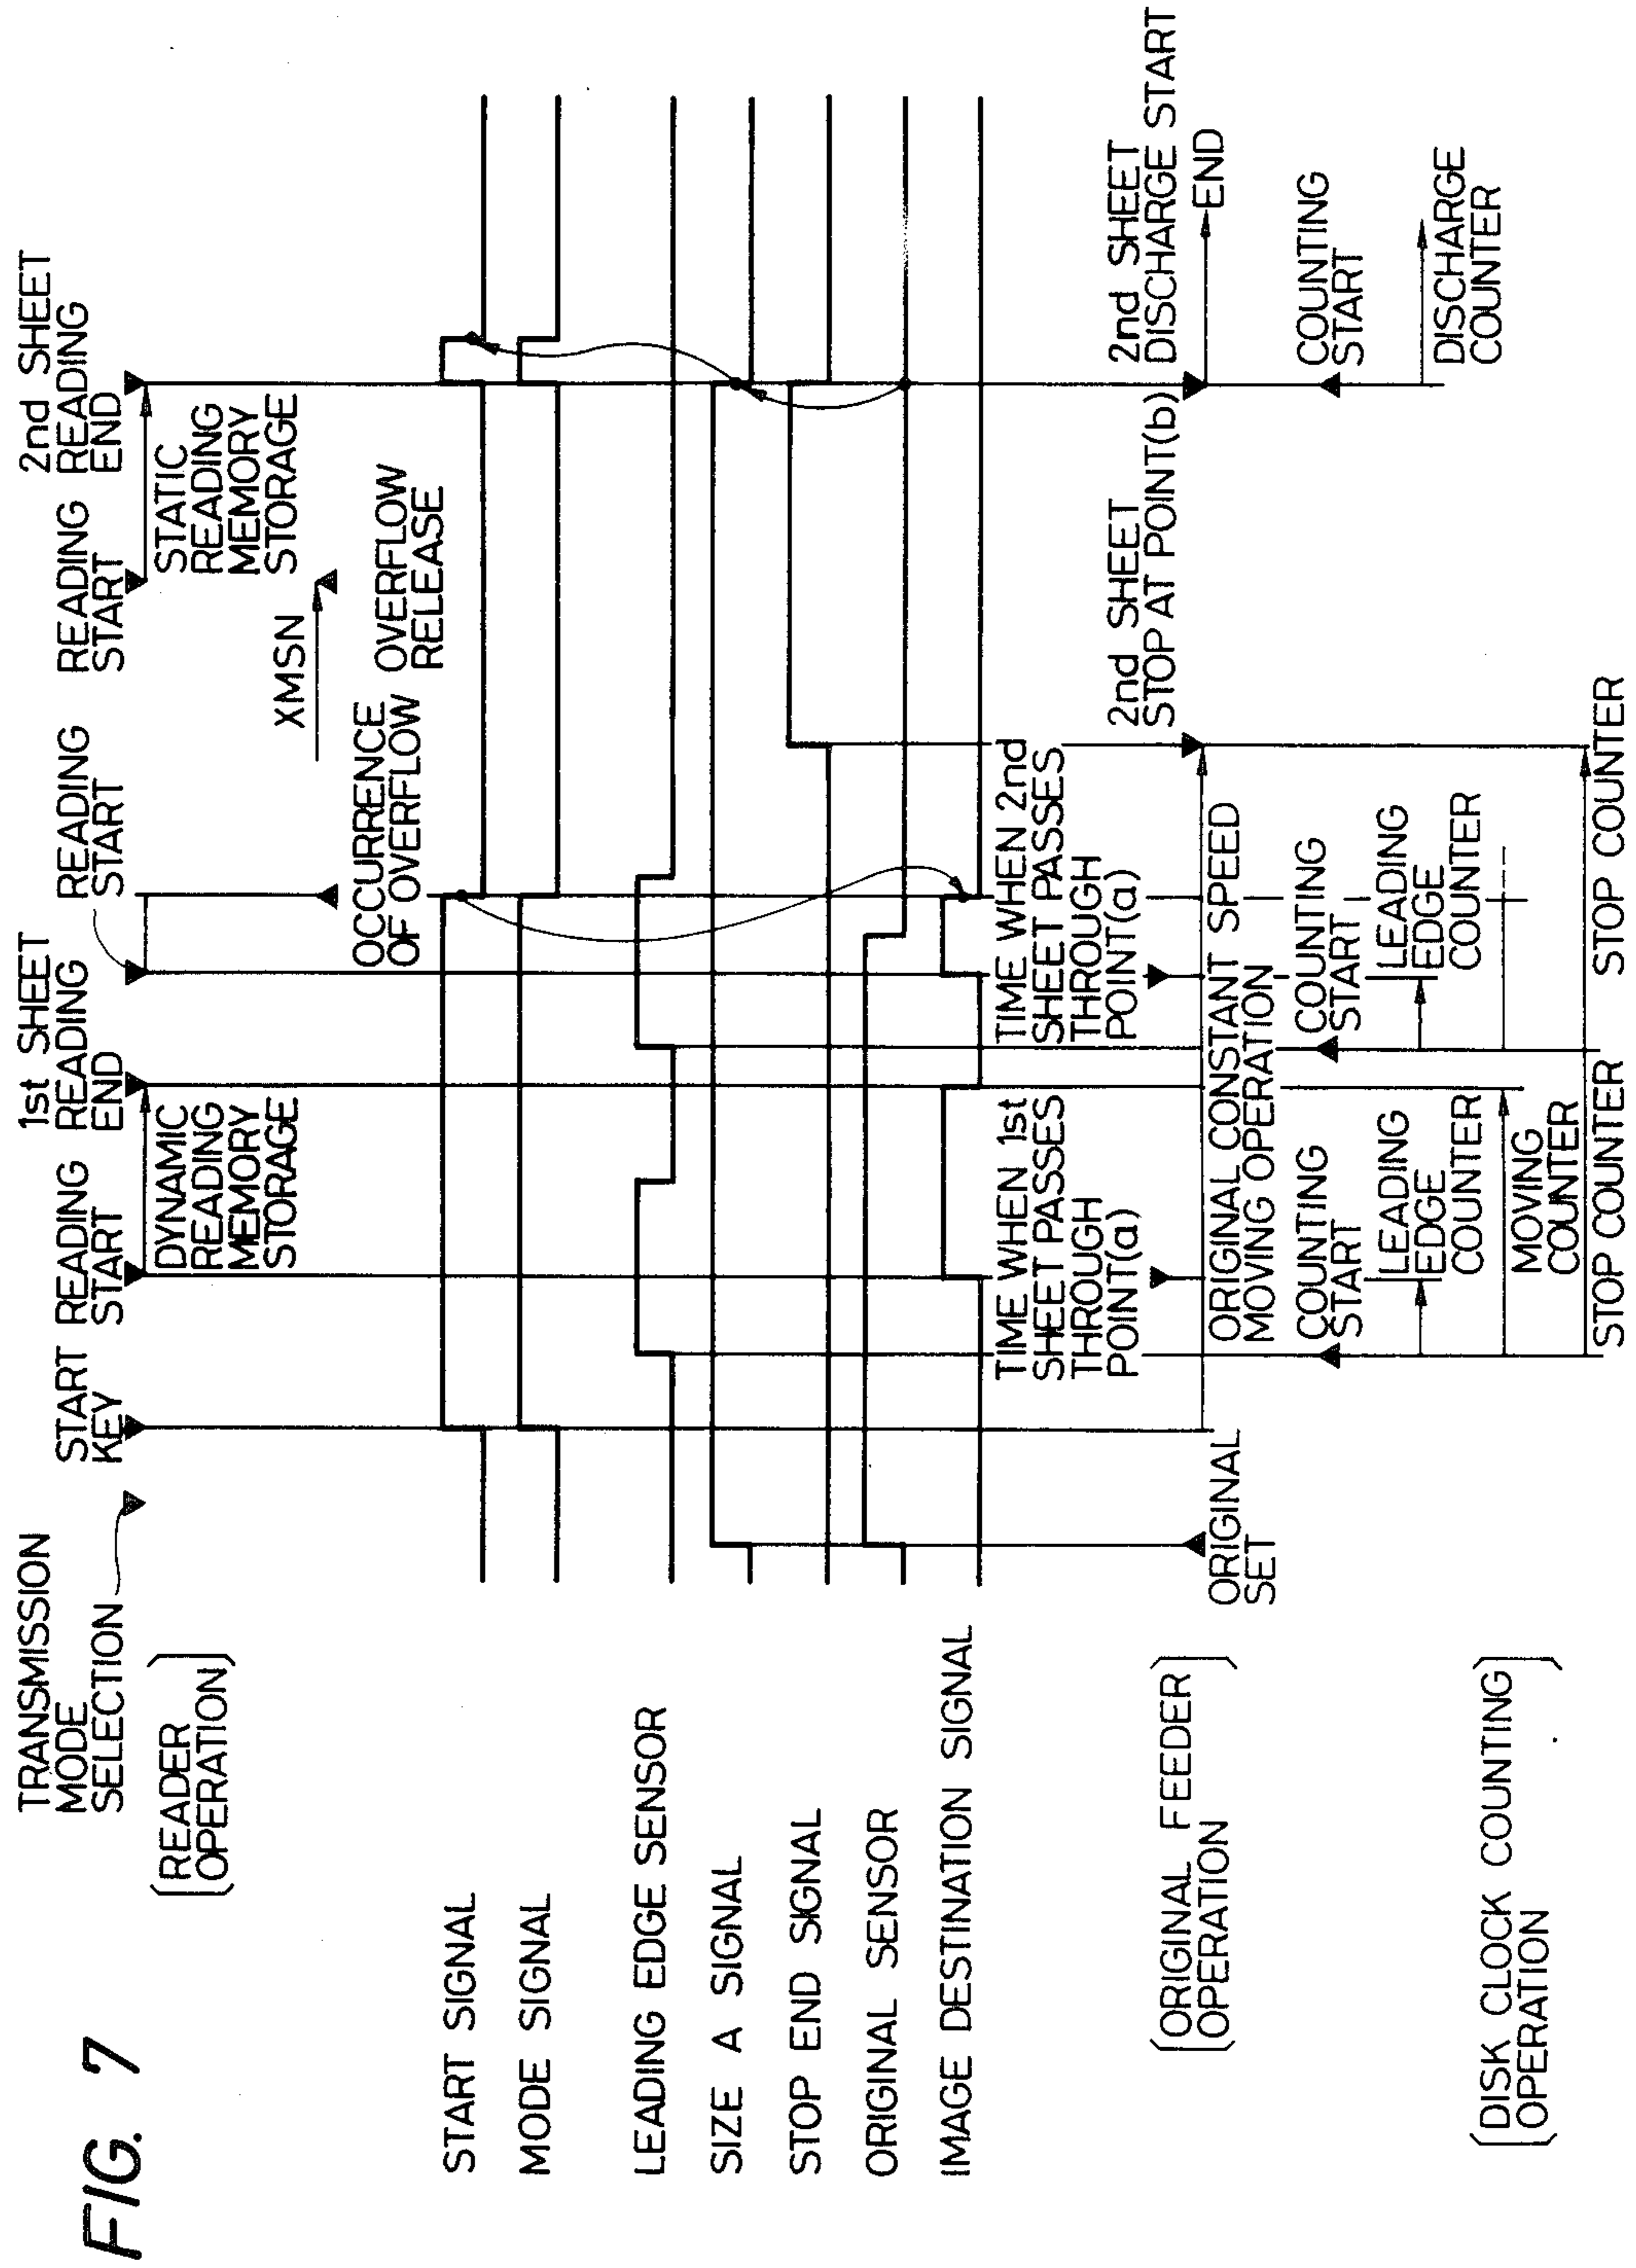 FIG. 7
TRANSMISSION
MODE
SELECTION
(READER
OPERATION)
START
KEY
READING
START
1st SHEET
READING
END
READING
START
READING
START
2nd SHEET
READING
END
DYNAMIC
READING
MEMORY
STORAGE
STATIC
READING
MEMORY
STORAGE
XMSN
OCCURRENCE
OF OVERFLOW
OVERFLOW
RELEASE
START SIGNAL
MODE SIGNAL
LEADING EDGE SENSOR
SIZE A SIGNAL
STOP END SIGNAL
ORIGINAL SENSOR
IMAGE DESTINATION SIGNAL
TIME WHEN 1st
SHEET PASSES
THROUGH
POINT(a)
TIME WHEN 2nd
SHEET PASSES
THROUGH
POINT(a)
2nd SHEET
STOP AT POINT(b)
2nd SHEET
DISCHARGE START
END
(ORIGINAL FEEDER
OPERATION)
ORIGINAL
SET
ORIGINAL CONSTANT SPEED
MOVING OPERATION
COUNTING
START
COUNTING
START
COUNTING
START
LEADING
EDGE
COUNTER
LEADING
EDGE
COUNTER
DISCHARGE
COUNTER
(DISK CLOCK COUNTING
OPERATION)
MOVING
COUNTER
STOP COUNTER
STOP COUNTER